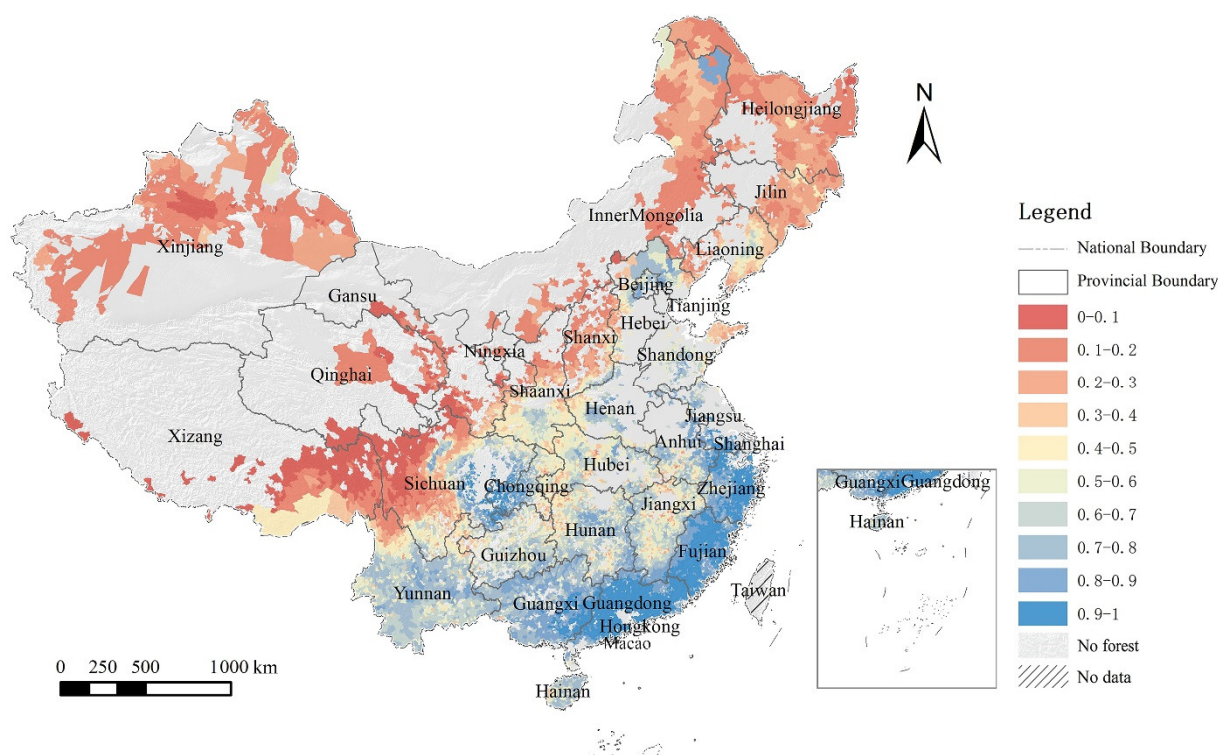 N
Heilongjiang
Jilin
InnerMongolia
Liaoning
Xinjiang
Beijing
Tianjing
Gansu
Hebei
Shanxi
Ningxia
Shandong
Qinghai
Shaanxi
Henan
Jiangsu
Xizang
Anhui
Shanghai
Hubei
Sichuan
Chongqing
Zhejiang
Jiangxi
Hunan
Guizhou
Fujian
Yunnan
Taiwan
Guangxi
Guangdong
Hongkong
Macao
Hainan
0 250 500 1000 km
Guangxi
Guangdong
Hainan
Legend
National Boundary
Provincial Boundary
0-0.1
0.1-0.2
0.2-0.3
0.3-0.4
0.4-0.5
0.5-0.6
0.6-0.7
0.7-0.8
0.8-0.9
0.9-1
No forest
No data